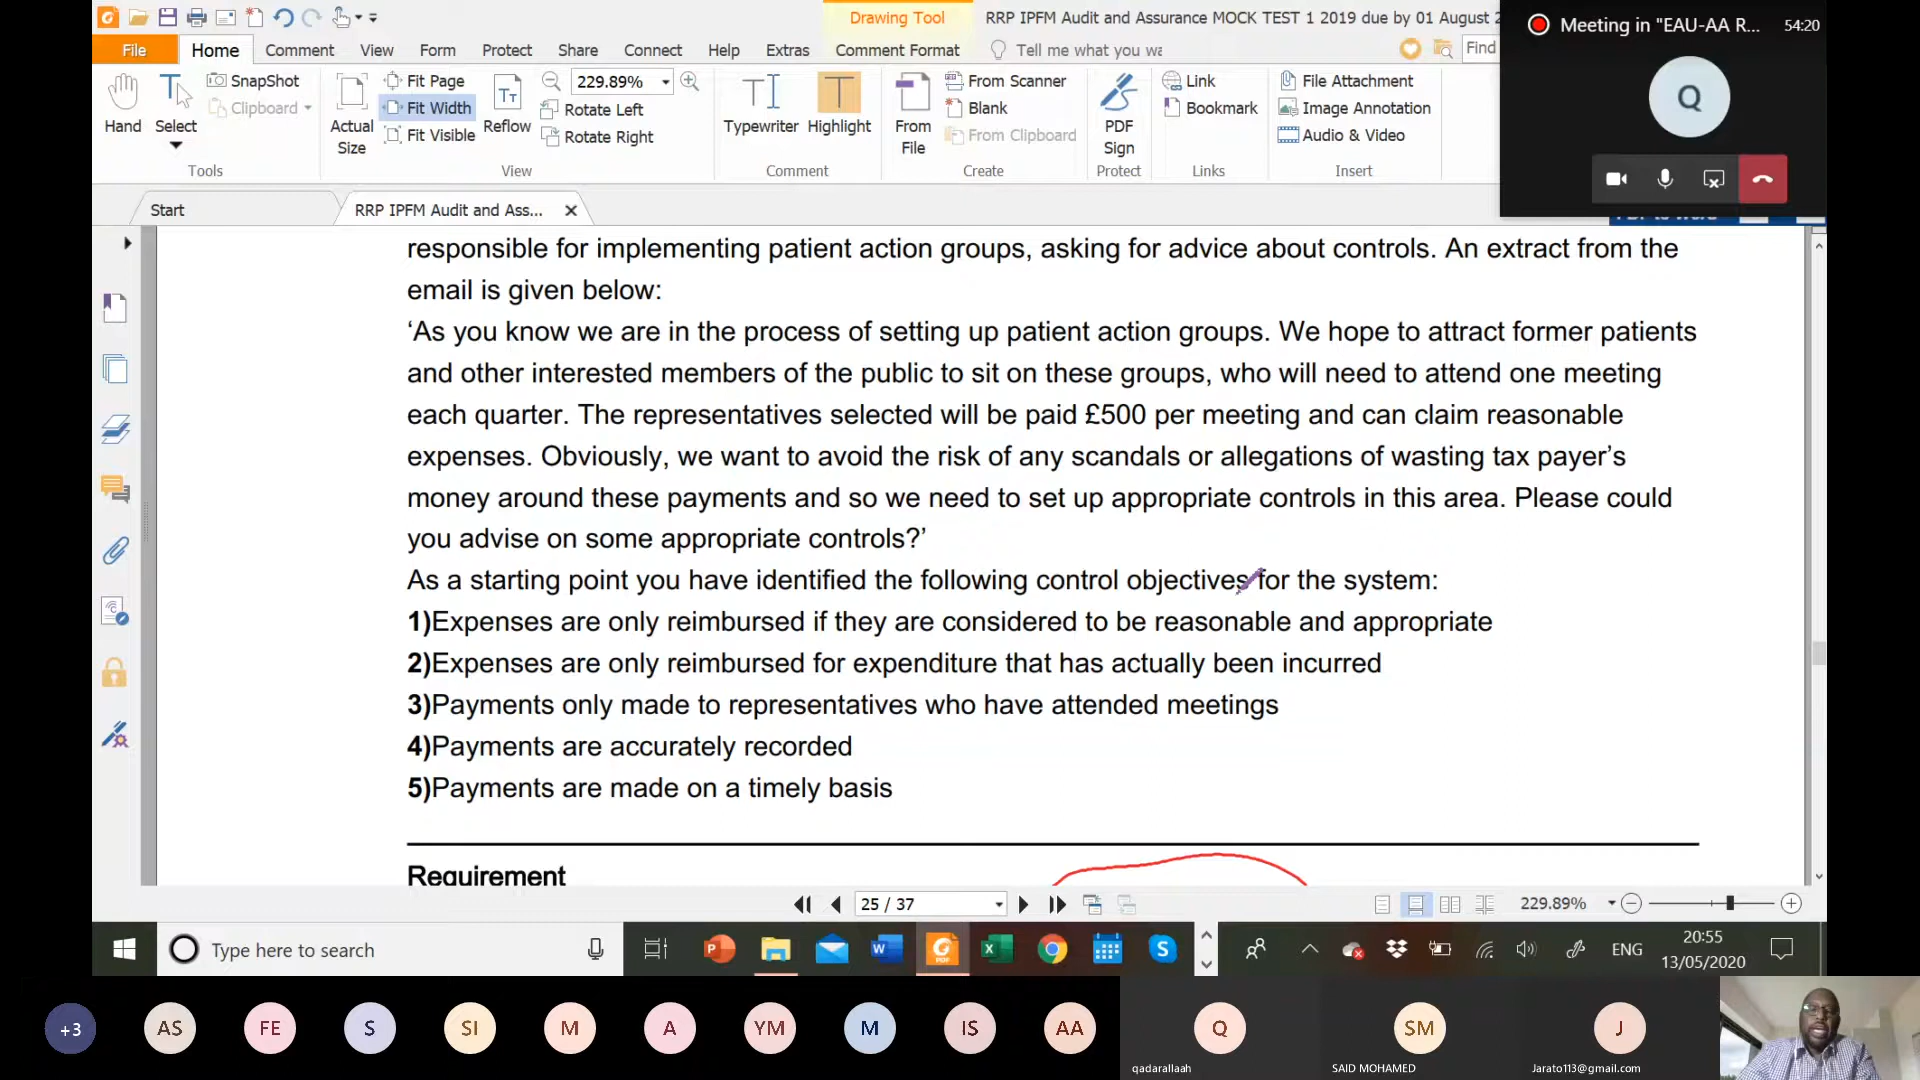 Drawing Tool
RRP IPFM Audit and Assurance MOCK TEST 1 2019 due by 01 August 2
Meeting in "EAU-AA R... 54:20
File Home Comment View Form Protect Share Connect Help Extras Comment Format Tell me what you wa Find
Q
Hand
Select
SnapShot
Clipboard
Tools
Actual Size
Fit Page
Fit Width
Fit Visible
Reflow
229.89%
Rotate Left
Rotate Right
View
Typewriter
Highlight
Comment
From File
From Scanner
Blank
From Clipboard
Create
PDF Sign
Protect
Link
Bookmark
Links
File Attachment
Image Annotation
Audio & Video
Insert
Start
RRP IPFM Audit and Ass...
responsible for implementing patient action groups, asking for advice about controls. An extract from the
email is given below:
‘As you know we are in the process of setting up patient action groups. We hope to attract former patients
and other interested members of the public to sit on these groups, who will need to attend one meeting
each quarter. The representatives selected will be paid £500 per meeting and can claim reasonable
expenses. Obviously, we want to avoid the risk of any scandals or allegations of wasting tax payer’s
money around these payments and so we need to set up appropriate controls in this area. Please could
you advise on some appropriate controls?’
As a starting point you have identified the following control objectives for the system:
1)Expenses are only reimbursed if they are considered to be reasonable and appropriate
2)Expenses are only reimbursed for expenditure that has actually been incurred
3)Payments only made to representatives who have attended meetings
4)Payments are accurately recorded
5)Payments are made on a timely basis
Requirement
25 / 37
229.89%
Type here to search
ENG
20:55
13/05/2020
+3 AS FE S SI M A YM M IS AA Q SM J
qadarallaah
SAID MOHAMED
Jarato113@gmail.com